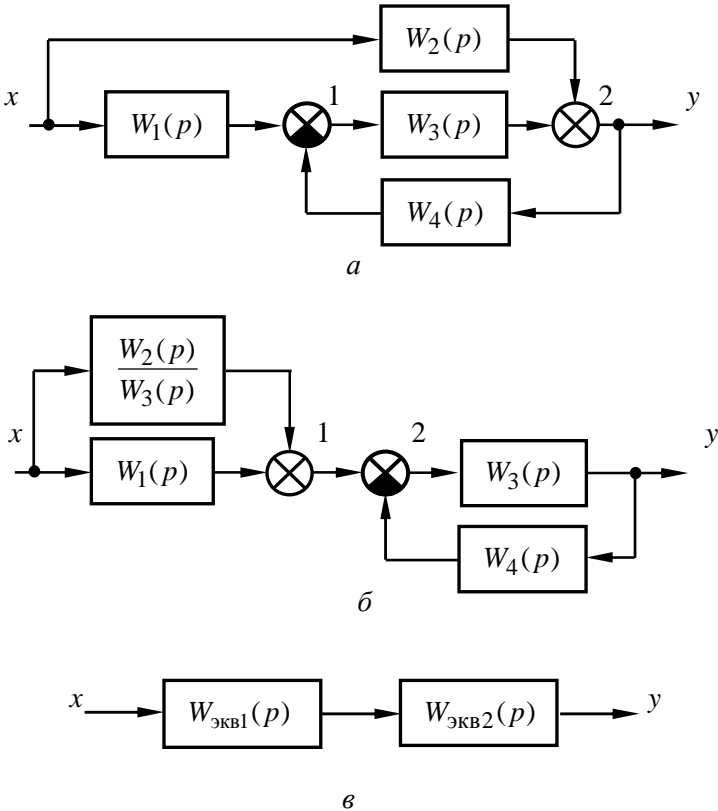 W2(p)
x 1 2 y
W1(p) W3(p)
W4(p)
а
W2(p)
W3(p)
x 1 2 y
W1(p) W3(p)
W4(p)
б
x Wэкв1(p) Wэкв2(p) y
в